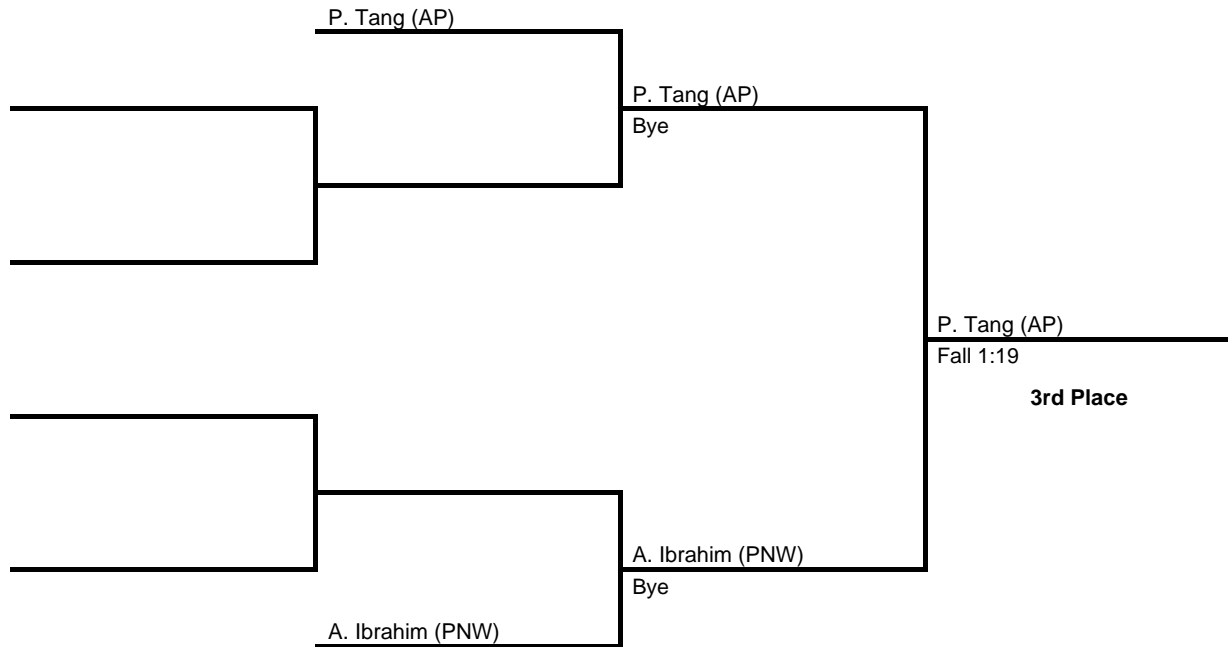 P. Tang (AP)
P. Tang (AP)
Bye
P. Tang (AP)
Fall 1:19
3rd Place
A. Ibrahim (PNW)
Bye
A. Ibrahim (PNW)